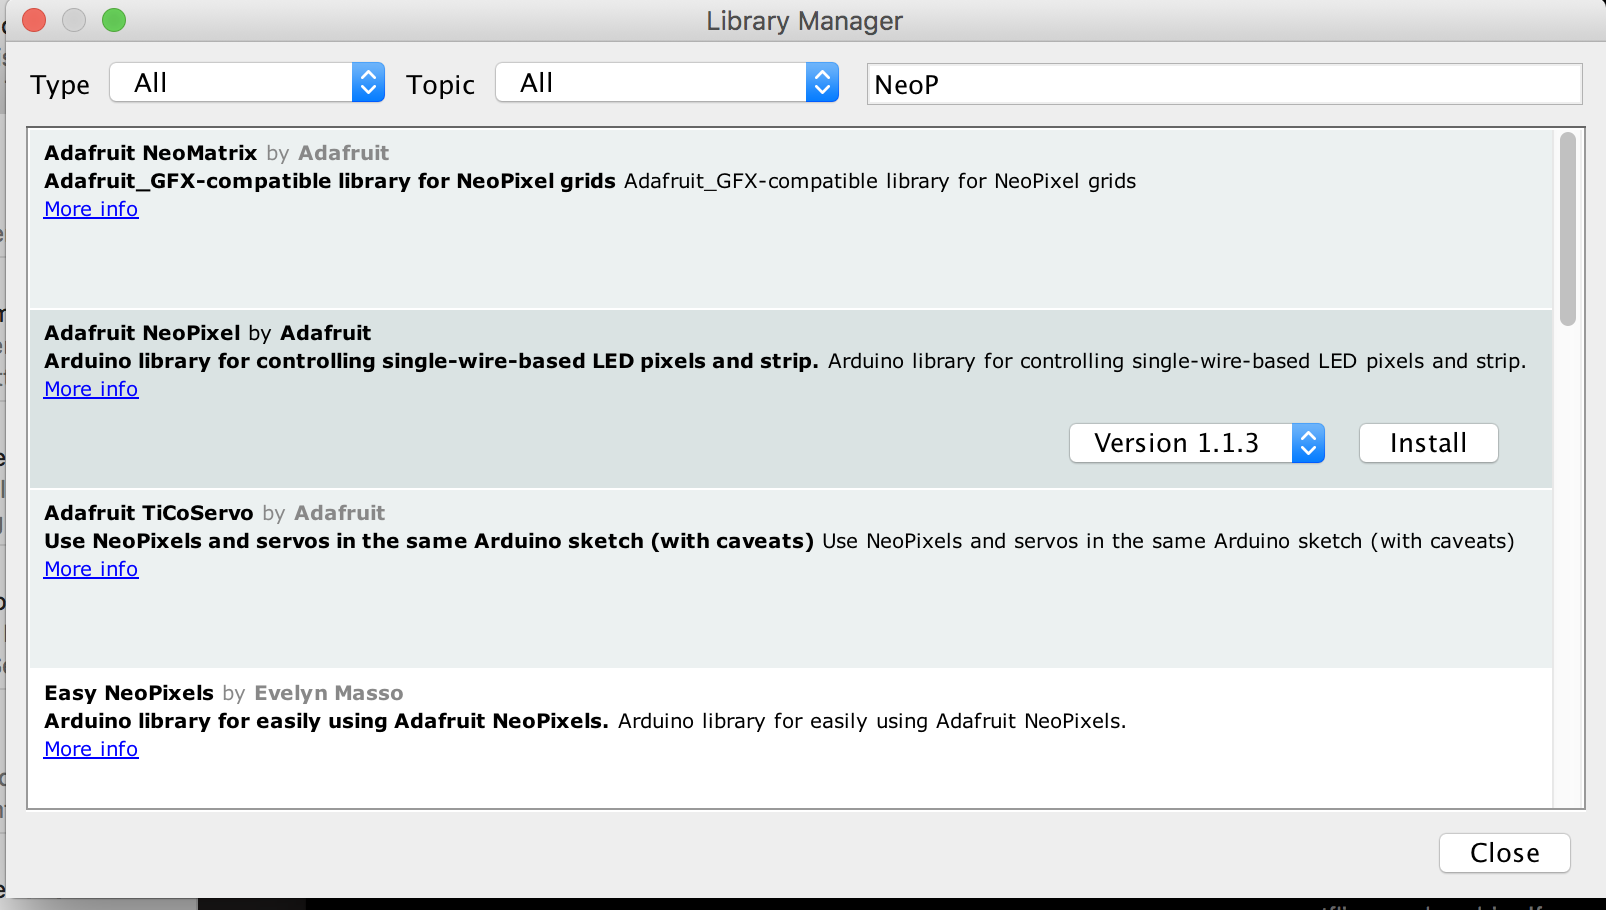 Library Manager
Type All Topic All NeoP
Adafruit NeoMatrix by Adafruit
Adafruit_GFX-compatible library for NeoPixel grids Adafruit_GFX-compatible library for NeoPixel grids
More info
Adafruit NeoPixel by Adafruit
Arduino library for controlling single-wire-based LED pixels and strip. Arduino library for controlling single-wire-based LED pixels and strip.
More info
Version 1.1.3 Install
Adafruit TiCoServo by Adafruit
Use NeoPixels and servos in the same Arduino sketch (with caveats) Use NeoPixels and servos in the same Arduino sketch (with caveats)
More info
Easy NeoPixels by Evelyn Masso
Arduino library for easily using Adafruit NeoPixels. Arduino library for easily using Adafruit NeoPixels.
More info
Close